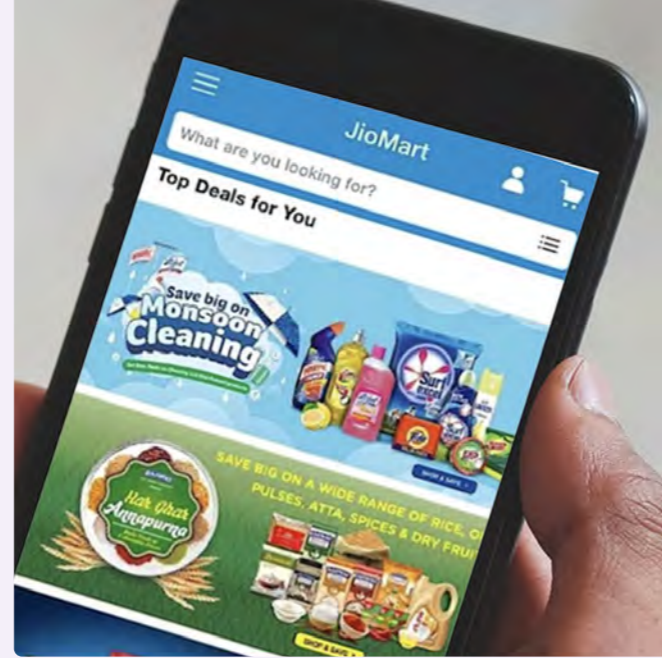 JioMart
What are you looking for?
Top Deals for You
Save big on
Monsoon
Cleaning
Surf
excel
SHOP & SAVE >
Har Ghar
Annapurna
SAVE BIG ON A WIDE RANGE OF RICE, O
PULSES, ATTA, SPICES & DRY FRUI
SHOP & SAVE >